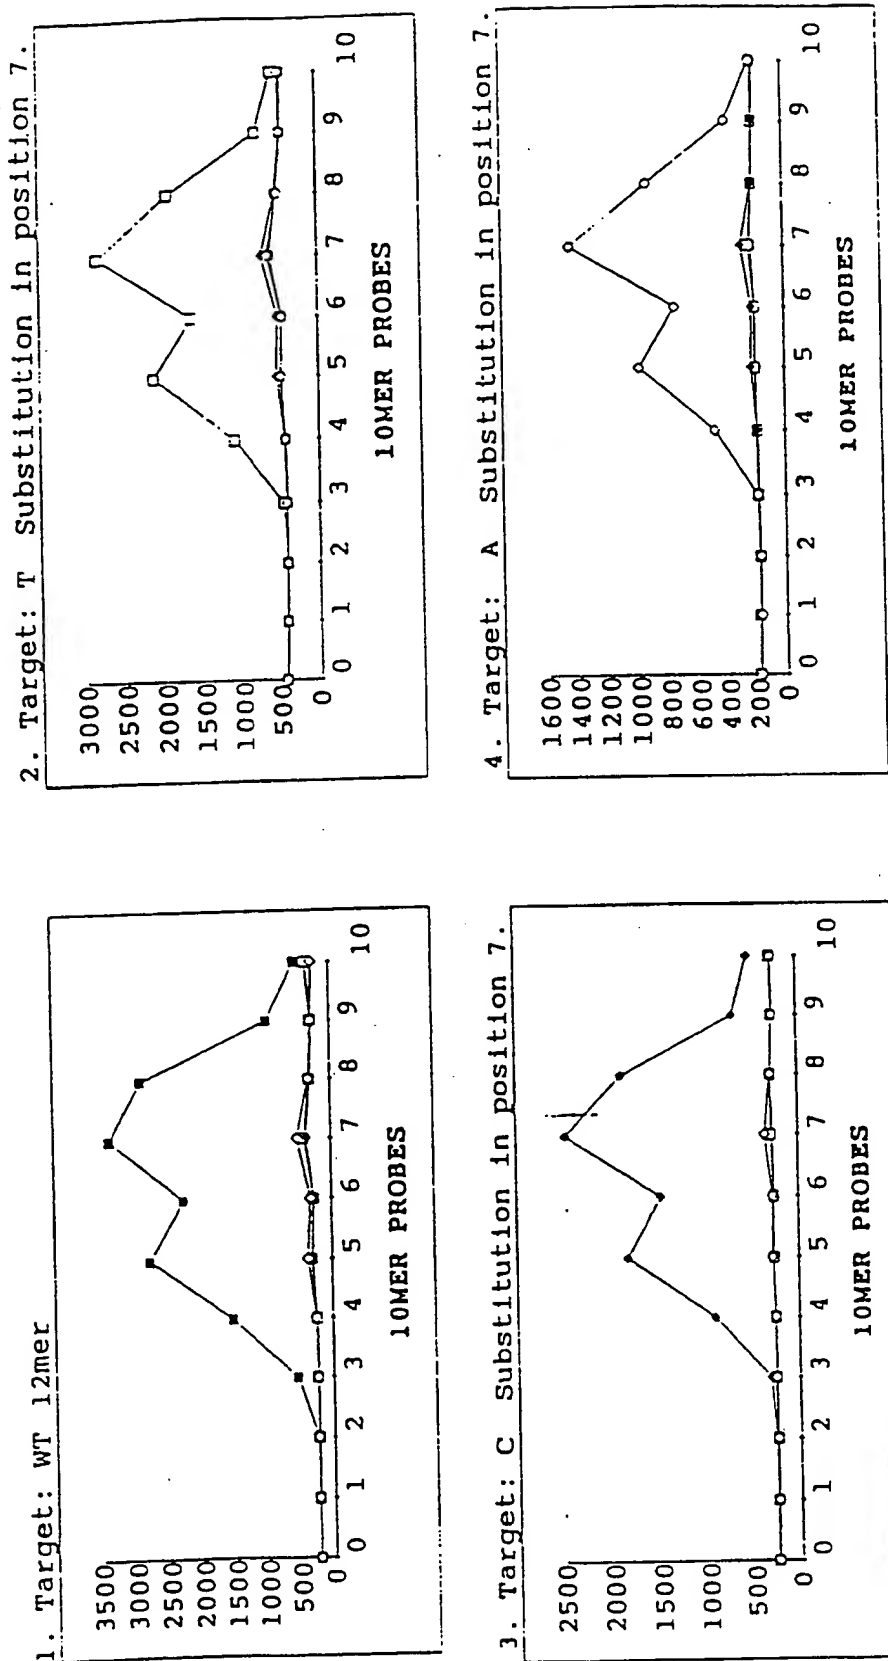 1. Target: WT 12mer
3500
3000
2500
2000
1500
1000
500
0
0 1 2 3 4 5 6 7 8 9 10
10MER PROBES
2. Target: T Substitution in position 7.
3000
2500
2000
1500
1000
500
0 1 2 3 4 5 6 7 8 9 10
10MER PROBES
3. Target: C Substitution in position 7.
2500
2000
1500
1000
500
0
0 1 2 3 4 5 6 7 8 9 10
10MER PROBES
4. Target: A Substitution in position 7.
1600
1400
1200
1000
800
600
400
200
0
0 1 2 3 4 5 6 7 8 9 10
10MER PROBES